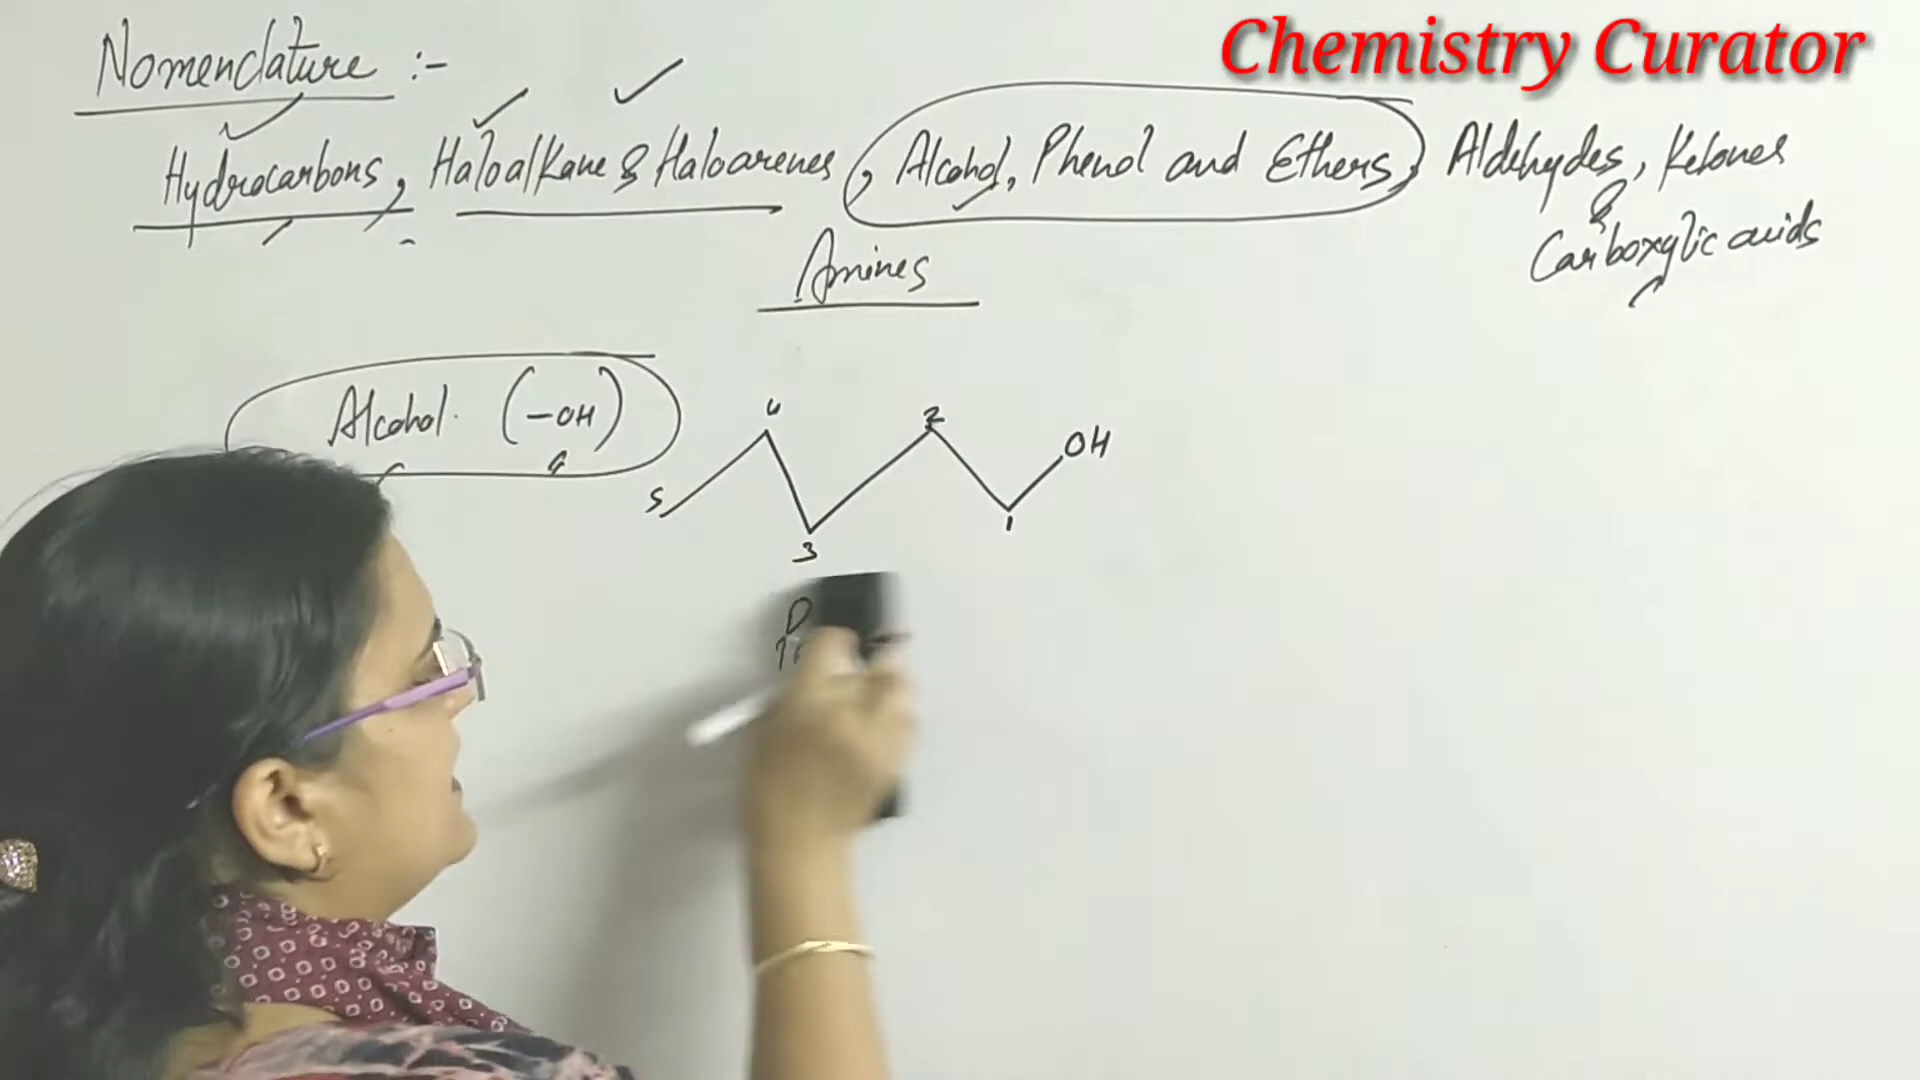 Chemistry Curator
Nomenclature :-
Hydrocarbons, Haloalkane & Haloarenes, Alcohol, Phenol and Ethers, Aldehydes, Ketones
&
Carboxylic acids
Amines
Alcohol (-OH)
4 2 OH
5 1
3